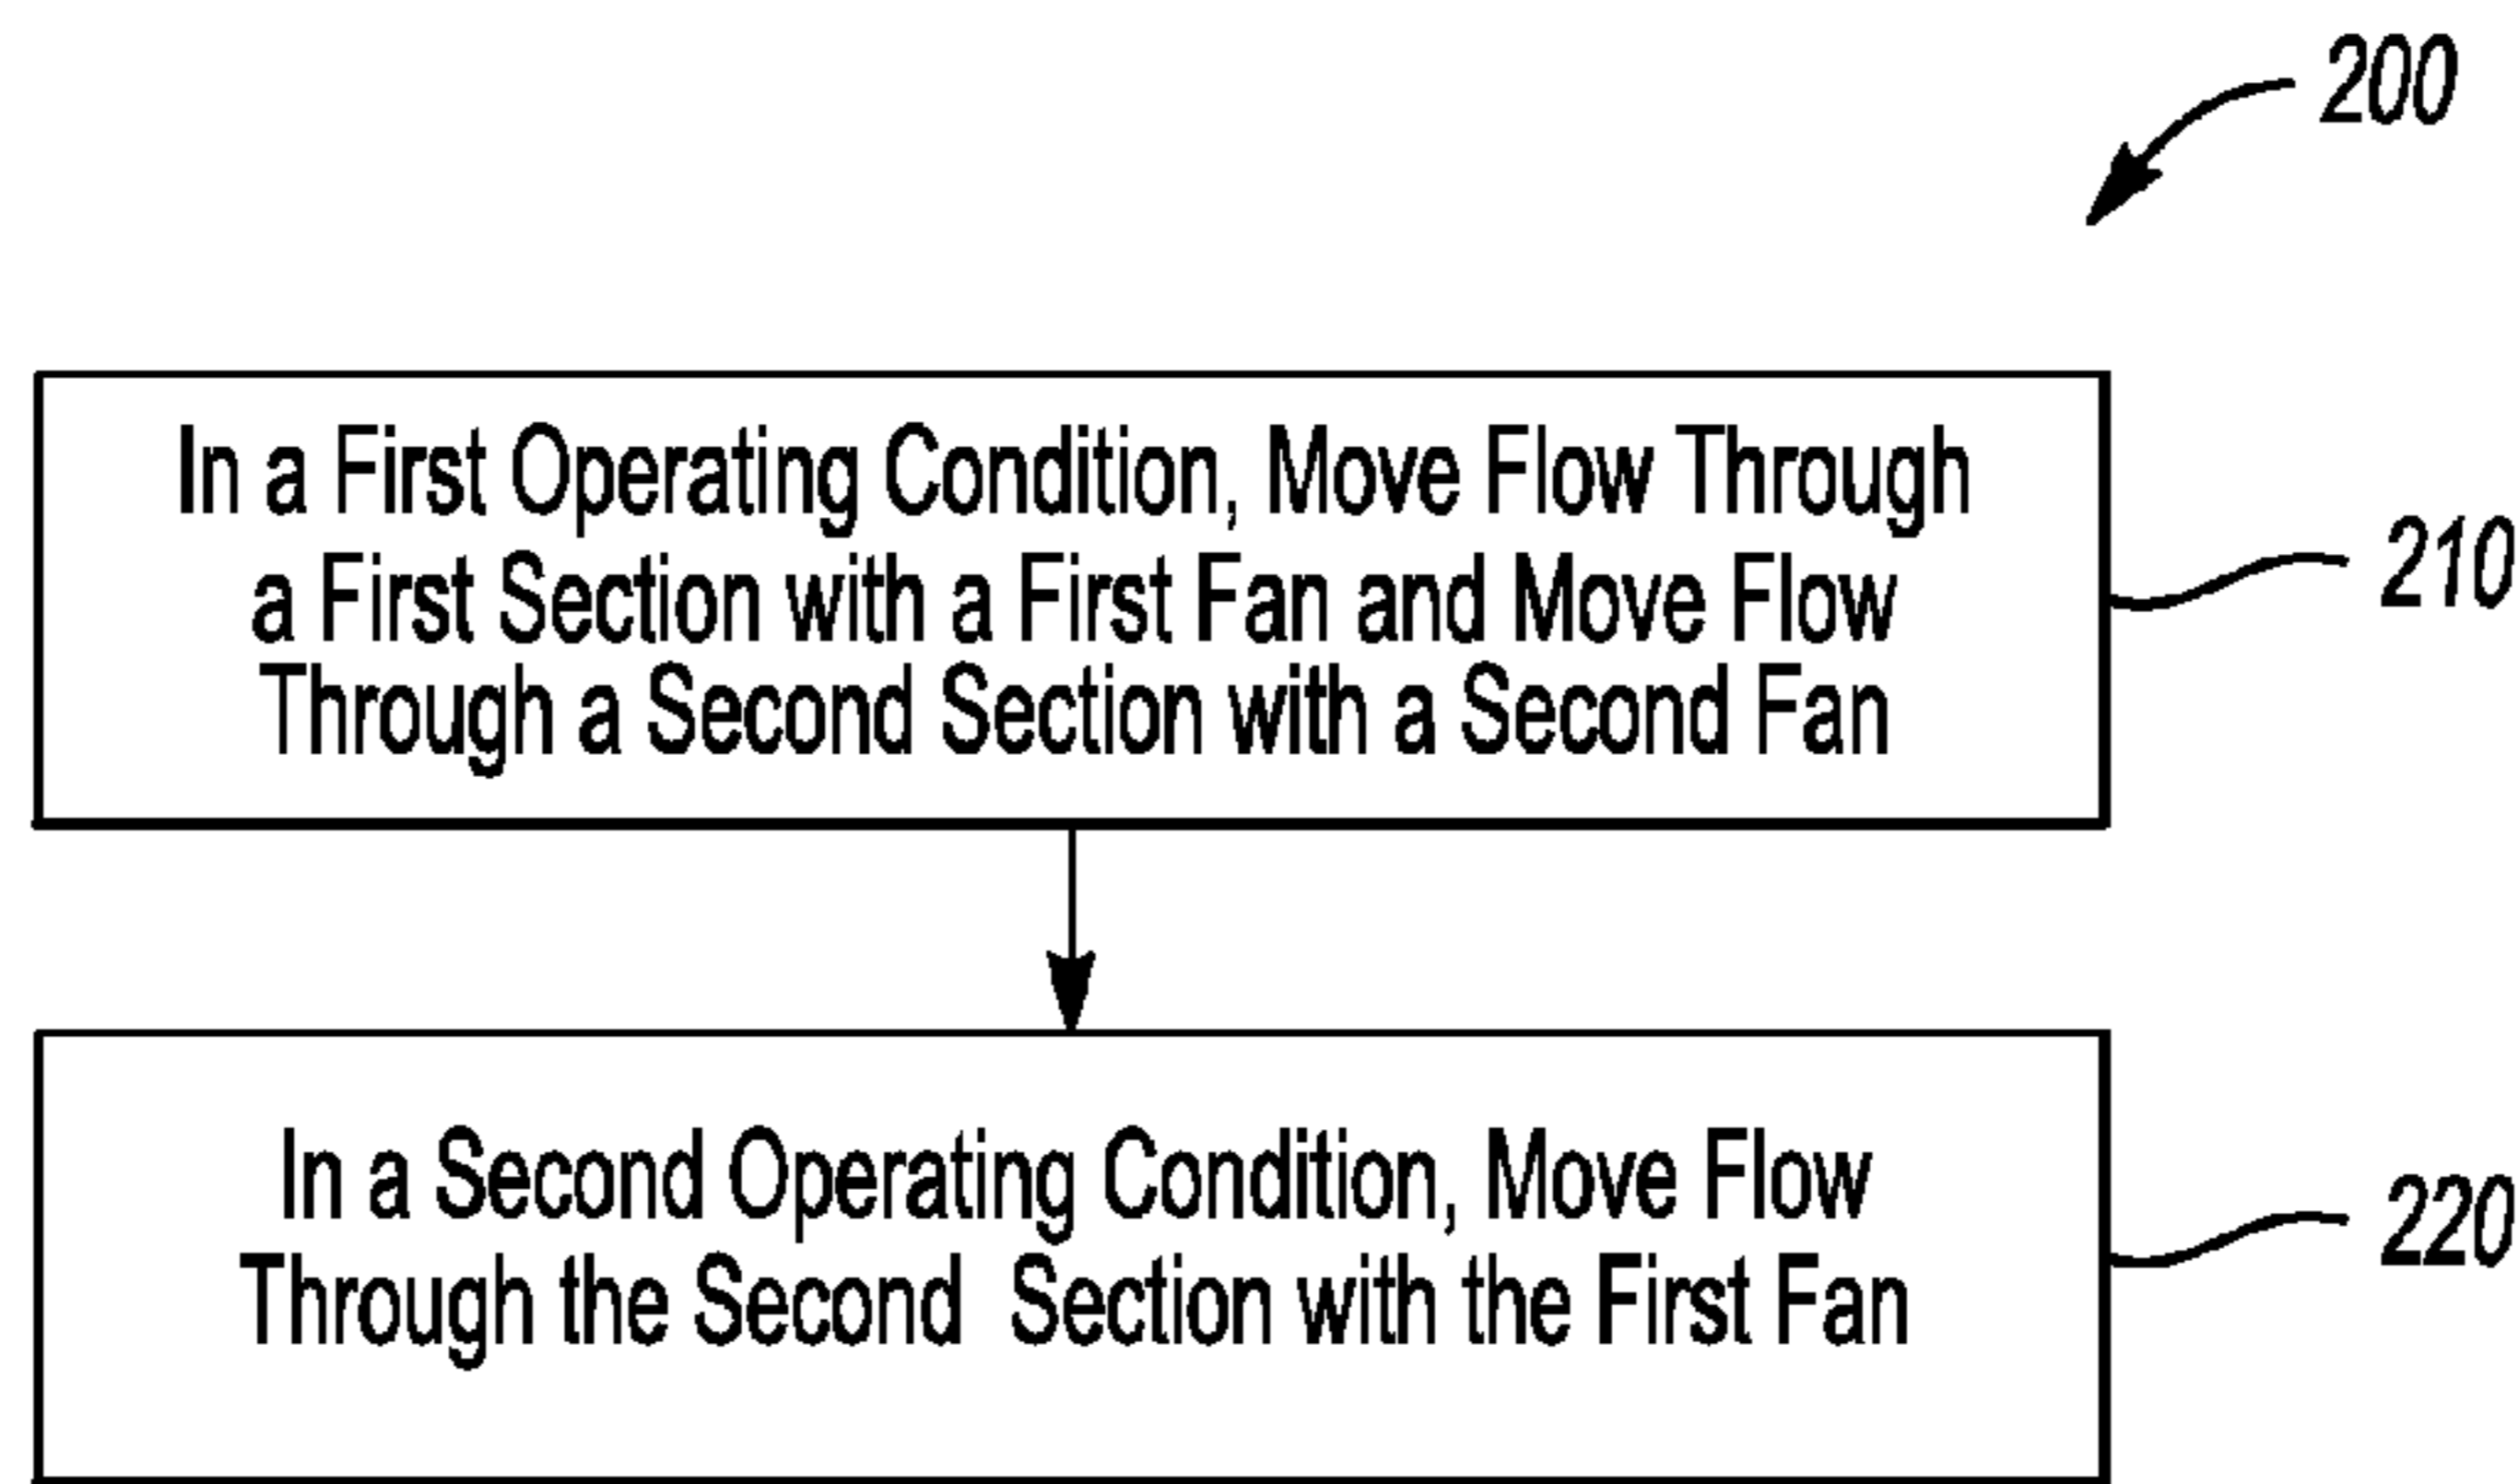 200
In a First Operating Condition, Move Flow Through
a First Section with a First Fan and Move Flow
Through a Second Section with a Second Fan
210
In a Second Operating Condition, Move Flow
Through the Second Section with the First Fan
220